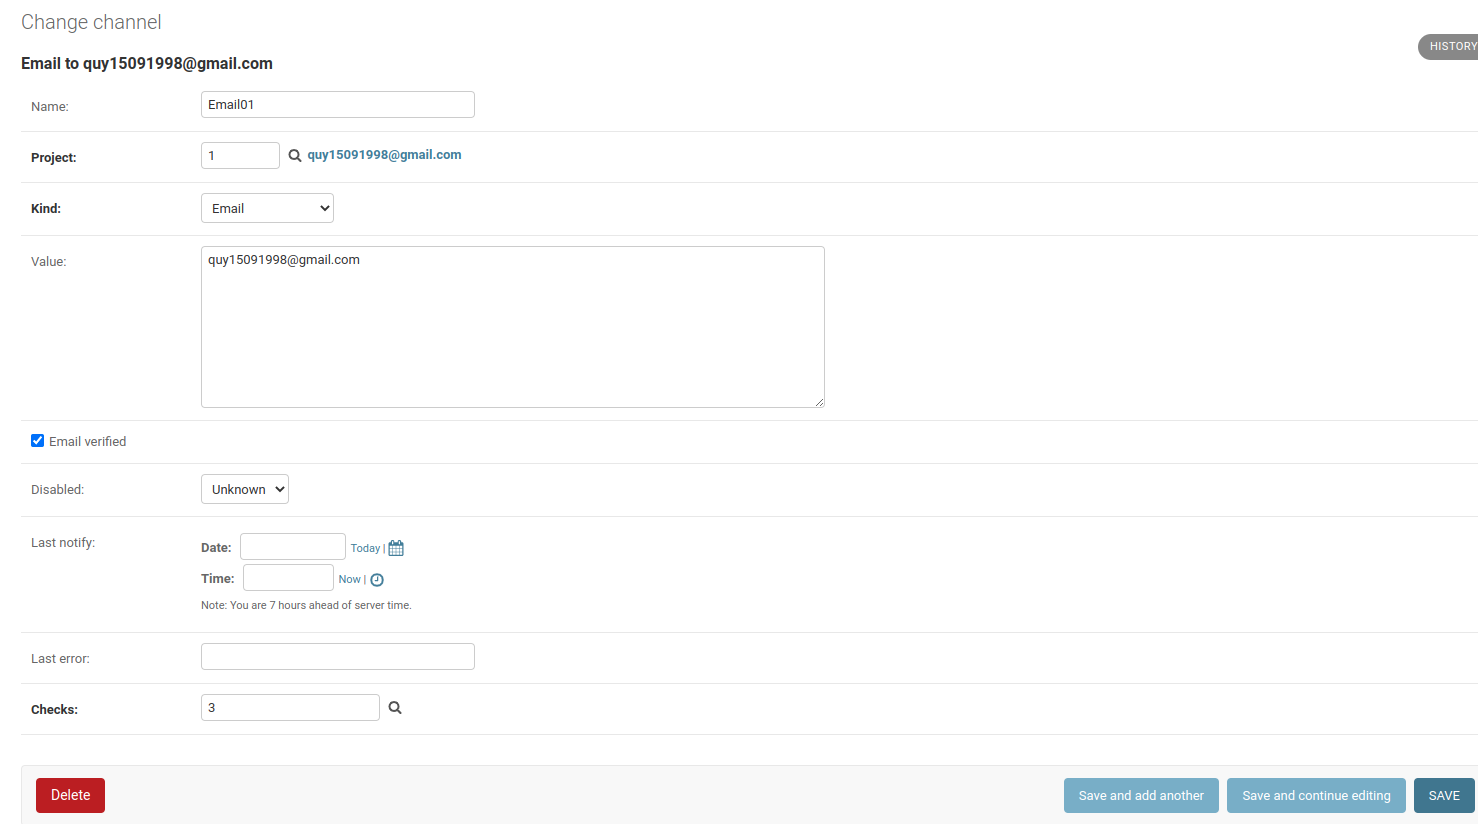 Change channel
HISTORY
Email to quy15091998@gmail.com
Name: Email01
Project: 1 quy15091998@gmail.com
Kind: Email
Value: quy15091998@gmail.com
Email verified
Disabled: Unknown
Last notify: Date: Today |
Time: Now |
Note: You are 7 hours ahead of server time.
Last error:
Checks: 3
Delete Save and add another Save and continue editing SAVE